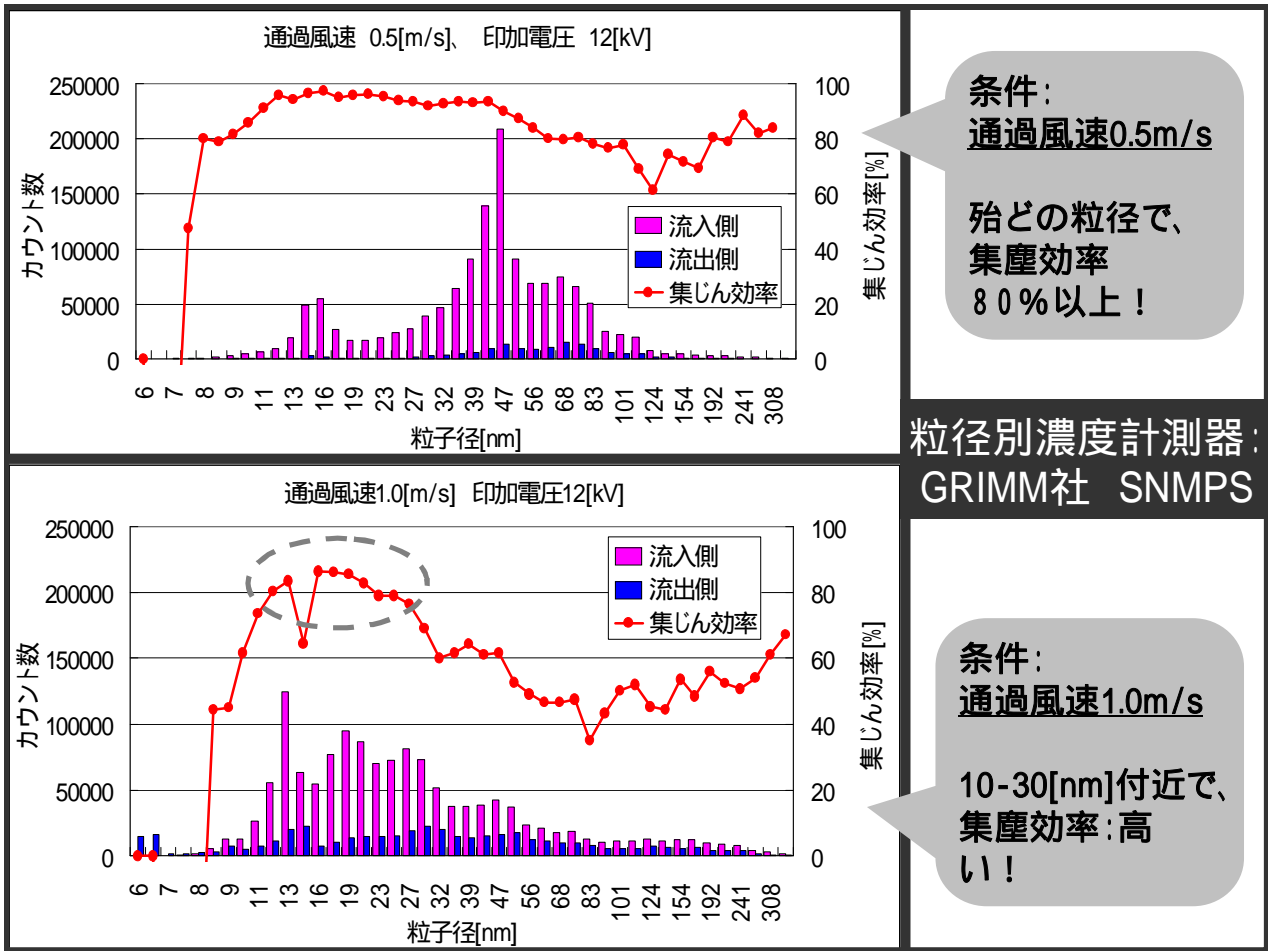 通過風速 0.5[m/s]、 印加電圧 12[kV]
250000
200000
150000
100000
50000
0
カウント数
100
80
60
40
20
0
集じん効率[%]
流入側
流出側
集じん効率
6 7 8 9 11 13 16 19 23 27 32 39 47 56 68 83 101 124 154 192 241 308
粒子径[nm]
条件:
通過風速0.5m/s
殆どの粒径で、
集塵効率
80%以上!
粒径別濃度計測器:
GRIMM社 SNMPS
通過風速1.0[m/s] 印加電圧12[kV]
250000
200000
150000
100000
50000
0
カウント数
100
80
60
40
20
0
集じん効率[%]
流入側
流出側
集じん効率
6 7 8 9 11 13 16 19 23 27 32 39 47 56 68 83 101 124 154 192 241 308
粒子径[nm]
条件:
通過風速1.0m/s
10-30[nm]付近で、
集塵効率:高
い!